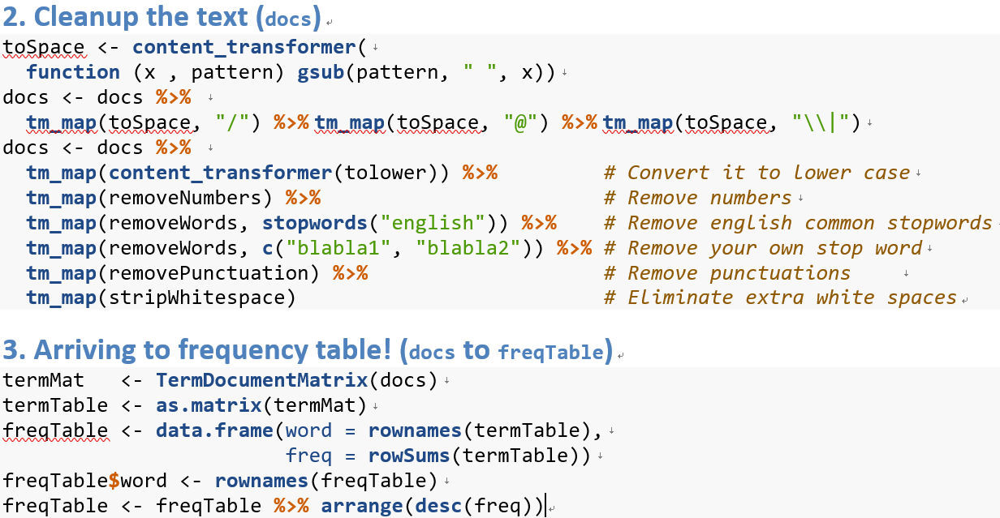 2. Cleanup the text (docs)
toSpace <- content_transformer(
  function (x , pattern) gsub(pattern, " ", x))
docs <- docs %>%
  tm_map(toSpace, "/") %>% tm_map(toSpace, "@") %>% tm_map(toSpace, "\\|")
docs <- docs %>%
  tm_map(content_transformer(tolower)) %>%         # Convert it to lower case
  tm_map(removeNumbers) %>%                        # Remove numbers
  tm_map(removeWords, stopwords("english")) %>%    # Remove english common stopwords
  tm_map(removeWords, c("blabla1", "blabla2")) %>% # Remove your own stop word
  tm_map(removePunctuation) %>%                    # Remove punctuations
  tm_map(stripWhitespace)                          # Eliminate extra white spaces
3. Arriving to frequency table! (docs to freqTable)
termMat   <- TermDocumentMatrix(docs)
termTable <- as.matrix(termMat)
freqTable <- data.frame(word = rownames(termTable),
                        freq = rowSums(termTable))
freqTable$word <- rownames(freqTable)
freqTable <- freqTable %>% arrange(desc(freq))